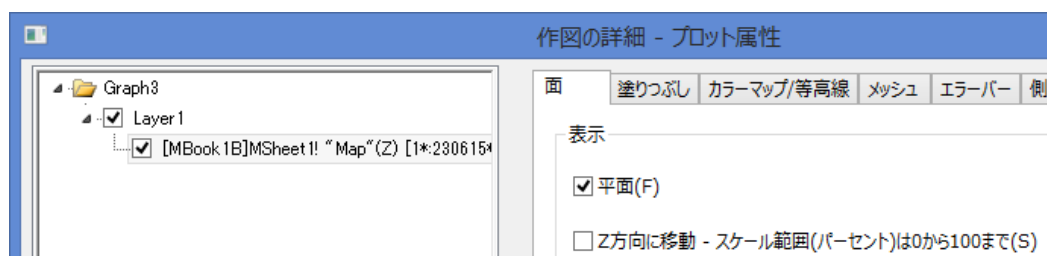 作図の詳細 - プロット属性
Graph3
Layer1
[MBook1B]MSheet1! "Map"(Z) [1*:230615*
面 塗りつぶし カラーマップ/等高線 メッシュ エラーバー 側
表示
平面(F)
Z方向に移動 - スケール範囲(パーセント)は0から100まで(S)